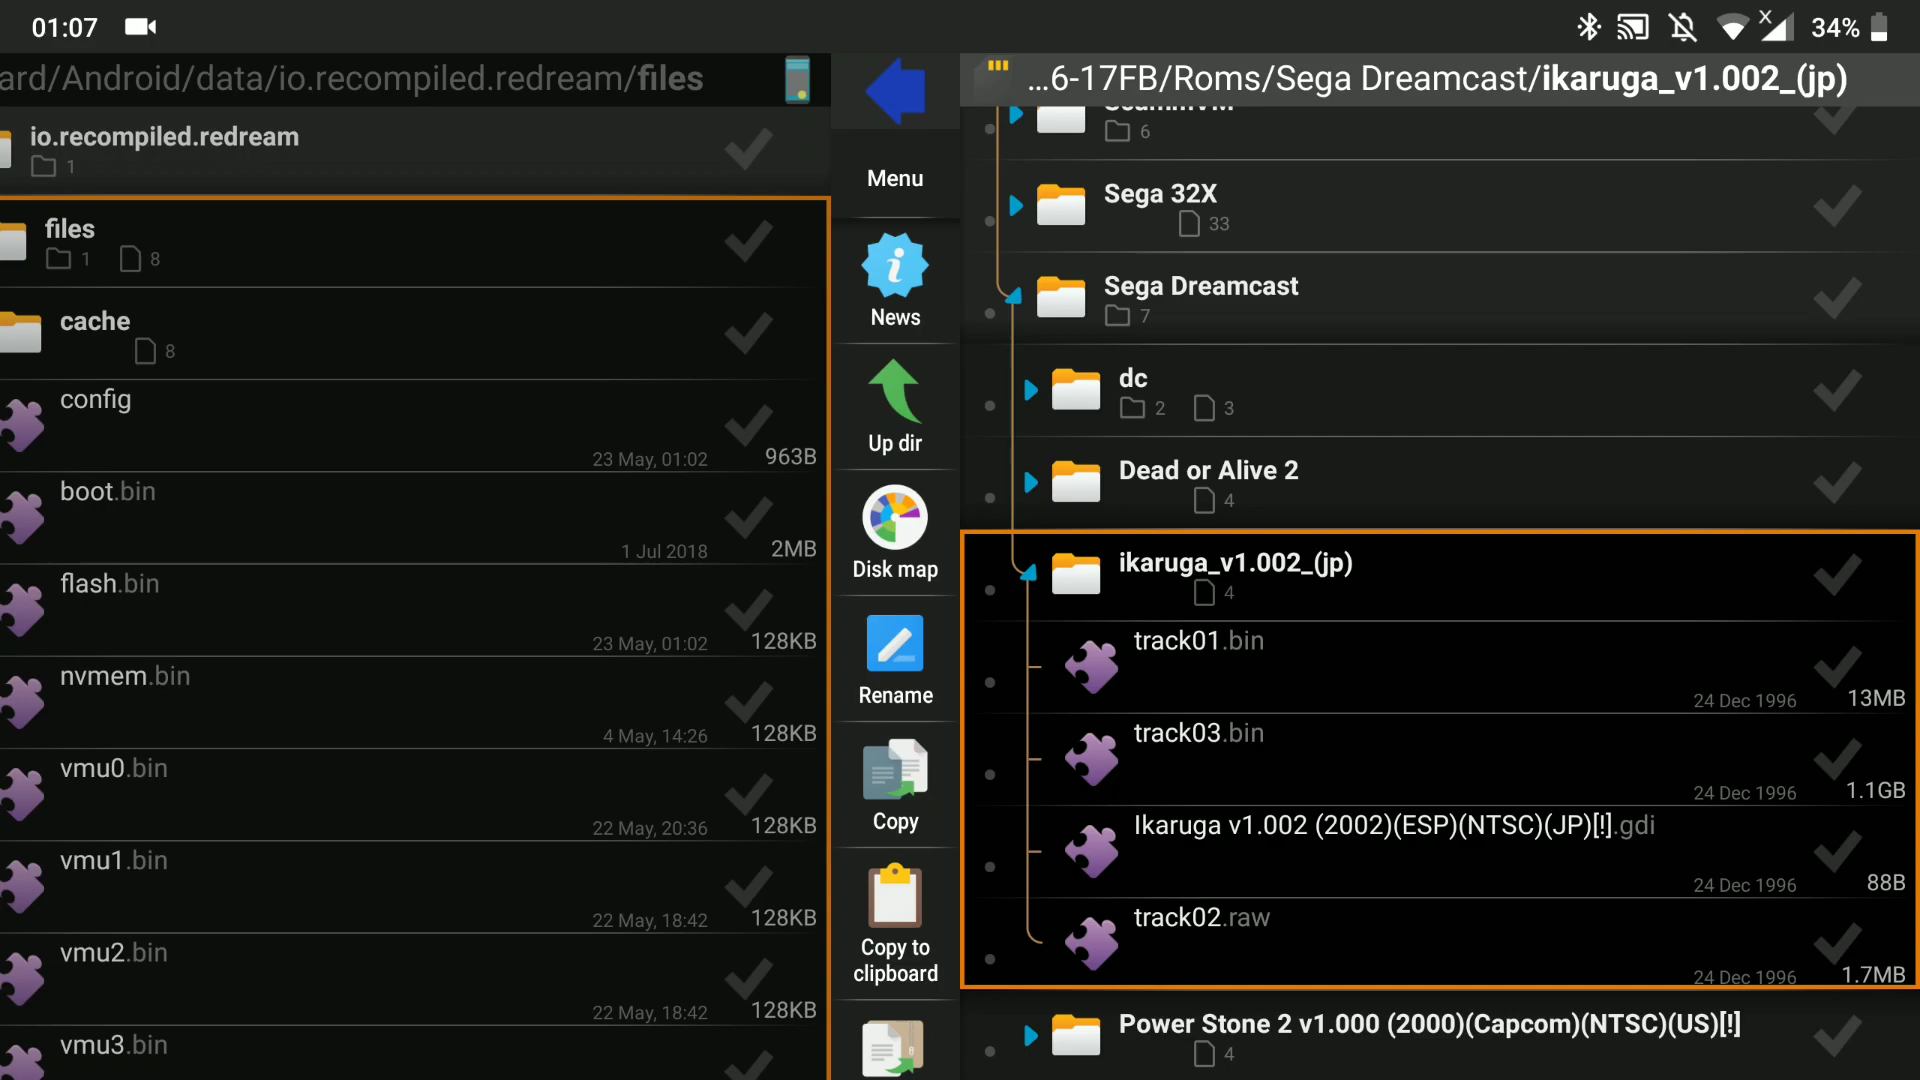 01:07
X
34%
ard/Android/data/io.recompiled.redream/files
io.recompiled.redream
1
files
1
8
cache
8
config
23 May, 01:02
963B
boot.bin
1 Jul 2018
2MB
flash.bin
23 May, 01:02
128KB
nvmem.bin
4 May, 14:26
128KB
vmu0.bin
22 May, 20:36
128KB
vmu1.bin
22 May, 18:42
128KB
vmu2.bin
22 May, 18:42
128KB
vmu3.bin
Menu
News
Up dir
Disk map
Rename
Copy
Copy to
clipboard
...6-17FB/Roms/Sega Dreamcast/ikaruga_v1.002_(jp)
ScummVM
6
Sega 32X
33
Sega Dreamcast
7
dc
2
3
Dead or Alive 2
4
ikaruga_v1.002_(jp)
4
track01.bin
24 Dec 1996
13MB
track03.bin
24 Dec 1996
1.1GB
Ikaruga v1.002 (2002)(ESP)(NTSC)(JP)[!].gdi
24 Dec 1996
88B
track02.raw
24 Dec 1996
1.7MB
Power Stone 2 v1.000 (2000)(Capcom)(NTSC)(US)[!]
4